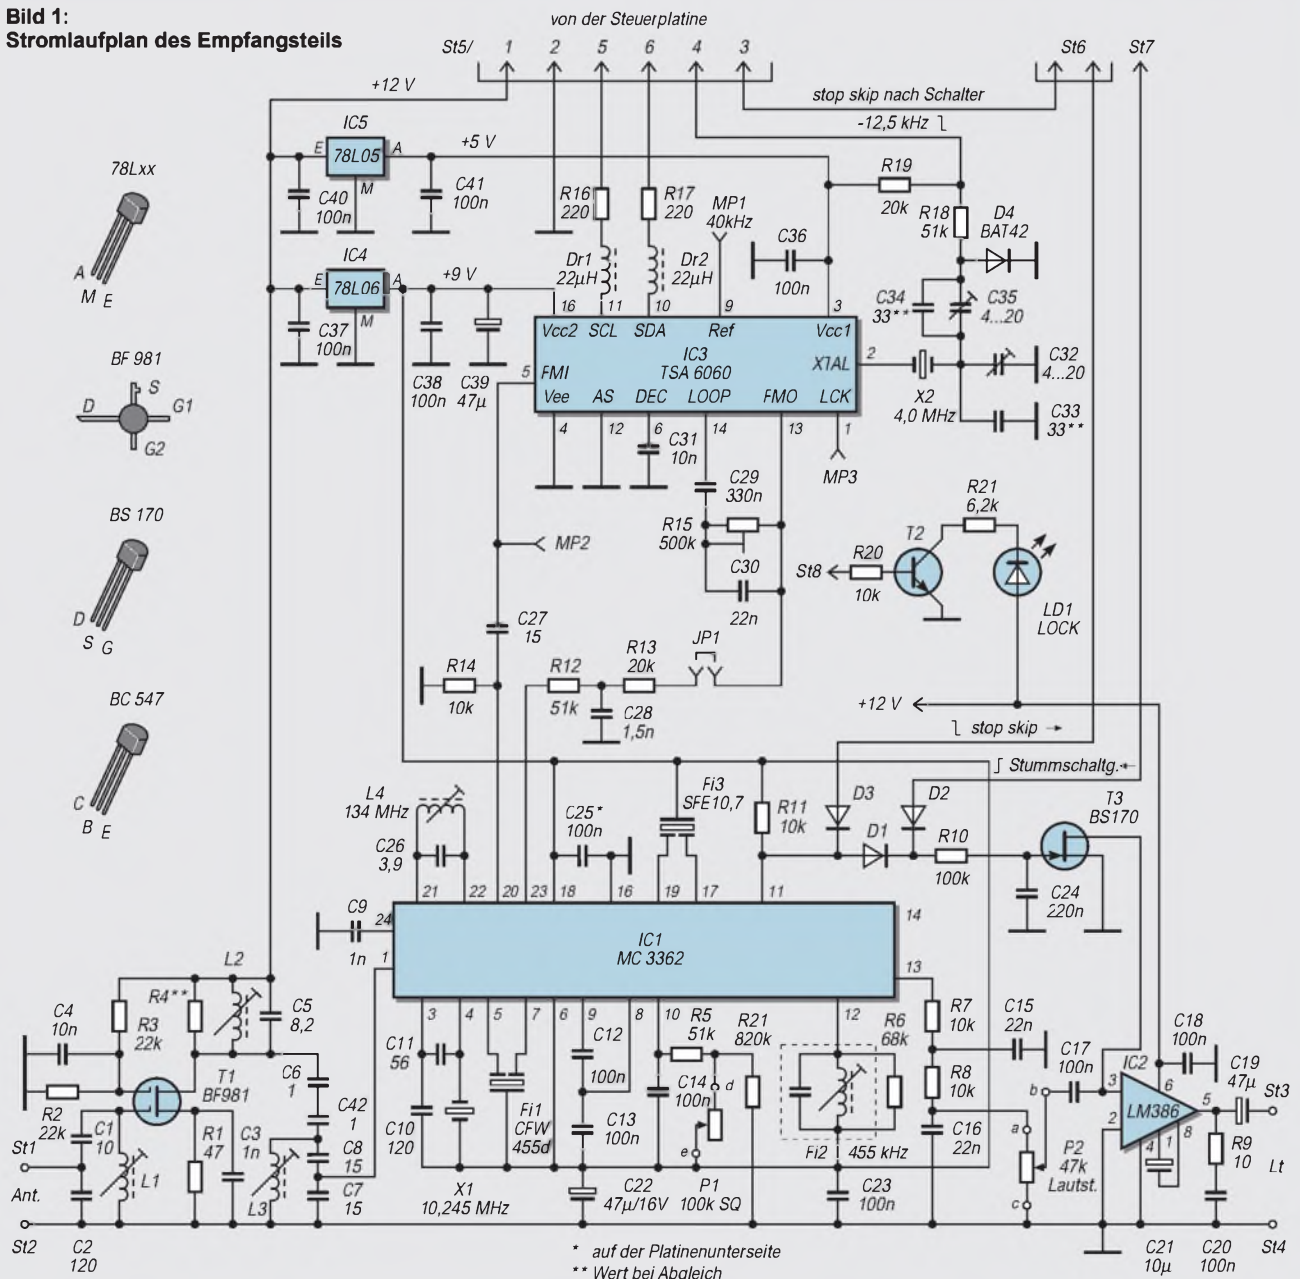 Bild 1:
Stromlaufplan des Empfangsteils
von der Steuerplatine
St5/ 1 2 5 6 4 3
St6
St7
+12 V
stop skip nach Schalter
-12,5 kHz
IC5
E 78L05 A
M
+5 V
C40
100n
C41
100n
R16
220
R17
220
MP1
40kHz
R19
20k
R18
51k
D4
BAT42
C36
100n
IC4
E 78L06 A
M
+9 V
Dr1
22µH
Dr2
22µH
C37
100n
C38
100n
C39
47µ
C34
33**
C35
4...20
16 11 10 9 3
Vcc2 SCL SDA Ref Vcc1
IC3
TSA 6060
5 FMI
XTAL 2
Vee AS DEC LOOP FMO LCK
4 12 6 14 13 1
X2
4,0 MHz
C32
4...20
C33
33**
C31
10n
MP3
C29
330n
R15
500k
C30
22n
MP2
R21
6,2k
T2
R20
10k
St8
LD1
LOCK
C27
15
JP1
R14
10k
R12
51k
R13
20k
C28
1,5n
+12 V
stop skip
Stummschaltg.
78Lxx
A
M E
BF 981
S
D G1
G2
BS 170
D
S G
BC 547
C
B E
L4
134 MHz
C26
3,9
C25*
100n
Fi3
SFE10,7
R11
10k
D3
D2
D1
R10
100k
T3
BS170
C24
220n
21 22 20 23 18 16 19 17 11
C9
1n
24
1
IC1
MC 3362
14
13
3 4 5 7 6 9 8 10 12
L2
C4
10n
R3
22k
R4**
C5
8,2
R2
22k
T1
BF981
C6
1
C42
1
C8
15
C7
15
C1
10
L1
R1
47
C3
1n
L3
St1
Ant.
St2
C2
120
C11
56
C10
120
X1
10,245 MHz
Fi1
CFW
455d
C12
100n
C13
100n
C22
47µ/16V
R5
51k
C14
100n
d
e
P1
100k SQ
R21
820k
R6
68k
Fi2
455 kHz
C23
100n
R7
10k
R8
10k
C15
22n
C16
22n
C17
100n
b
a
c
P2
47k
Lautst.
IC2
LM386
3
2
6
5
4 1 8
C18
100n
C19
47µ
St3
R9
10
Lt
St4
C21
10µ
C20
100n
* auf der Platinenunterseite
** Wert bei Abgleich